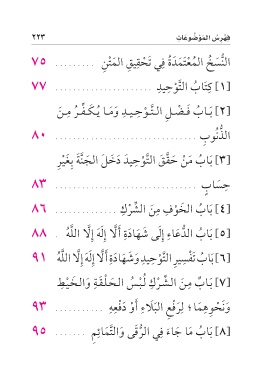 فِهْرِسُ المَوْضُوعَات ٢٢٣
النُّسَخُ المُعْتَمَدَةُ فِي تَحْقِيقِ المَتْنِ ......... ٧٥
[١] كِتَابُ التَّوْحِيدِ ..................... ٧٧
[٢] بَابُ فَضْلِ التَّوْحِيدِ وَمَا يُكَفِّرُ مِنَ
الذُّنُوبِ ............................... ٨٠
[٣] بَابُ مَنْ حَقَّقَ التَّوْحِيدَ دَخَلَ الجَنَّةَ بِغَيْرِ
حِسَابٍ ............................... ٨٣
[٤] بَابُ الخَوْفِ مِنَ الشِّرْكِ ............. ٨٦
[٥] بَابُ الدُّعَاءِ إِلَى شَهَادَةِ أَلَّا إِلَهَ إِلَّا اللَّهُ . ٨٨
[٦] بَابُ تَفْسِيرِ التَّوْحِيدِ وَشَهَادَةِ أَلَّا إِلَهَ إِلَّا اللَّهُ ٩١
[٧] بَابٌ مِنَ الشِّرْكِ لُبْسُ الحَلْقَةِ وَالخَيْطِ
وَنَحْوِهِمَا ؛ لِرَفْعِ البَلَاءِ أَوْ دَفْعِهِ ......... ٩٣
[٨] بَابُ مَا جَاءَ فِي الرُّقَى وَالتَّمَائِمِ ....... ٩٥